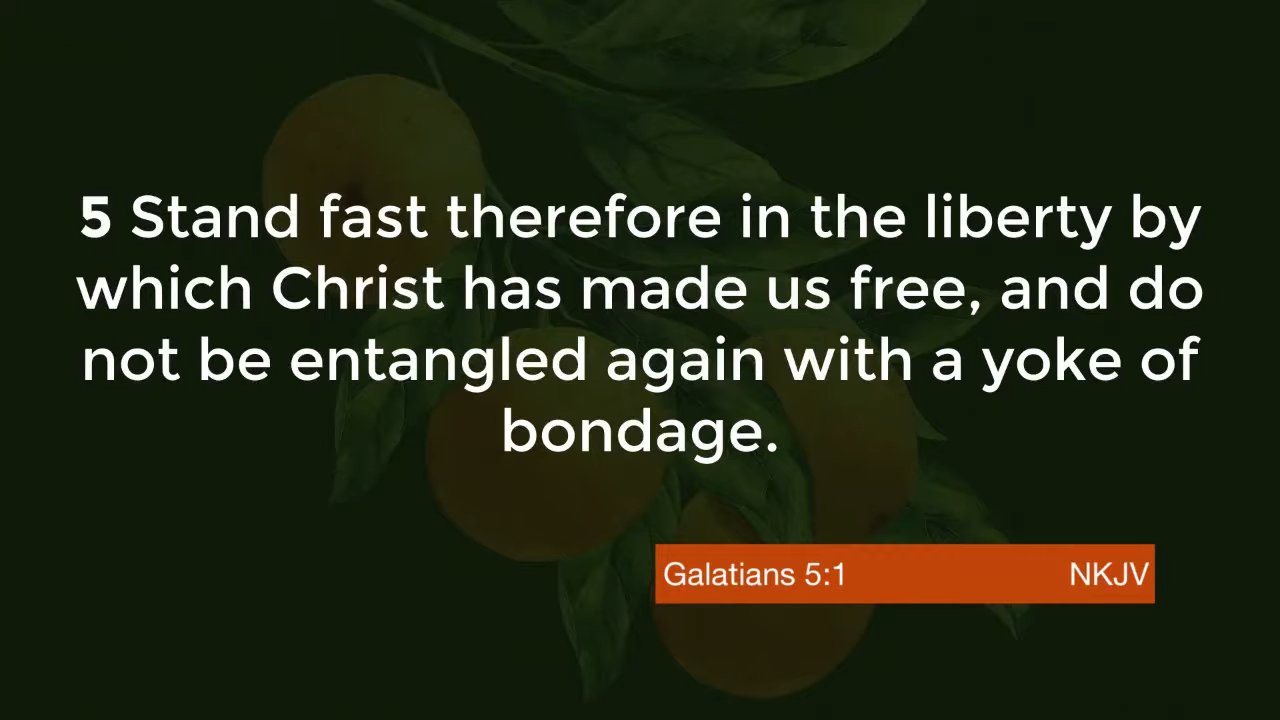 5 Stand fast therefore in the liberty by
which Christ has made us free, and do
not be entangled again with a yoke of
bondage.
Galatians 5:1 NKJV